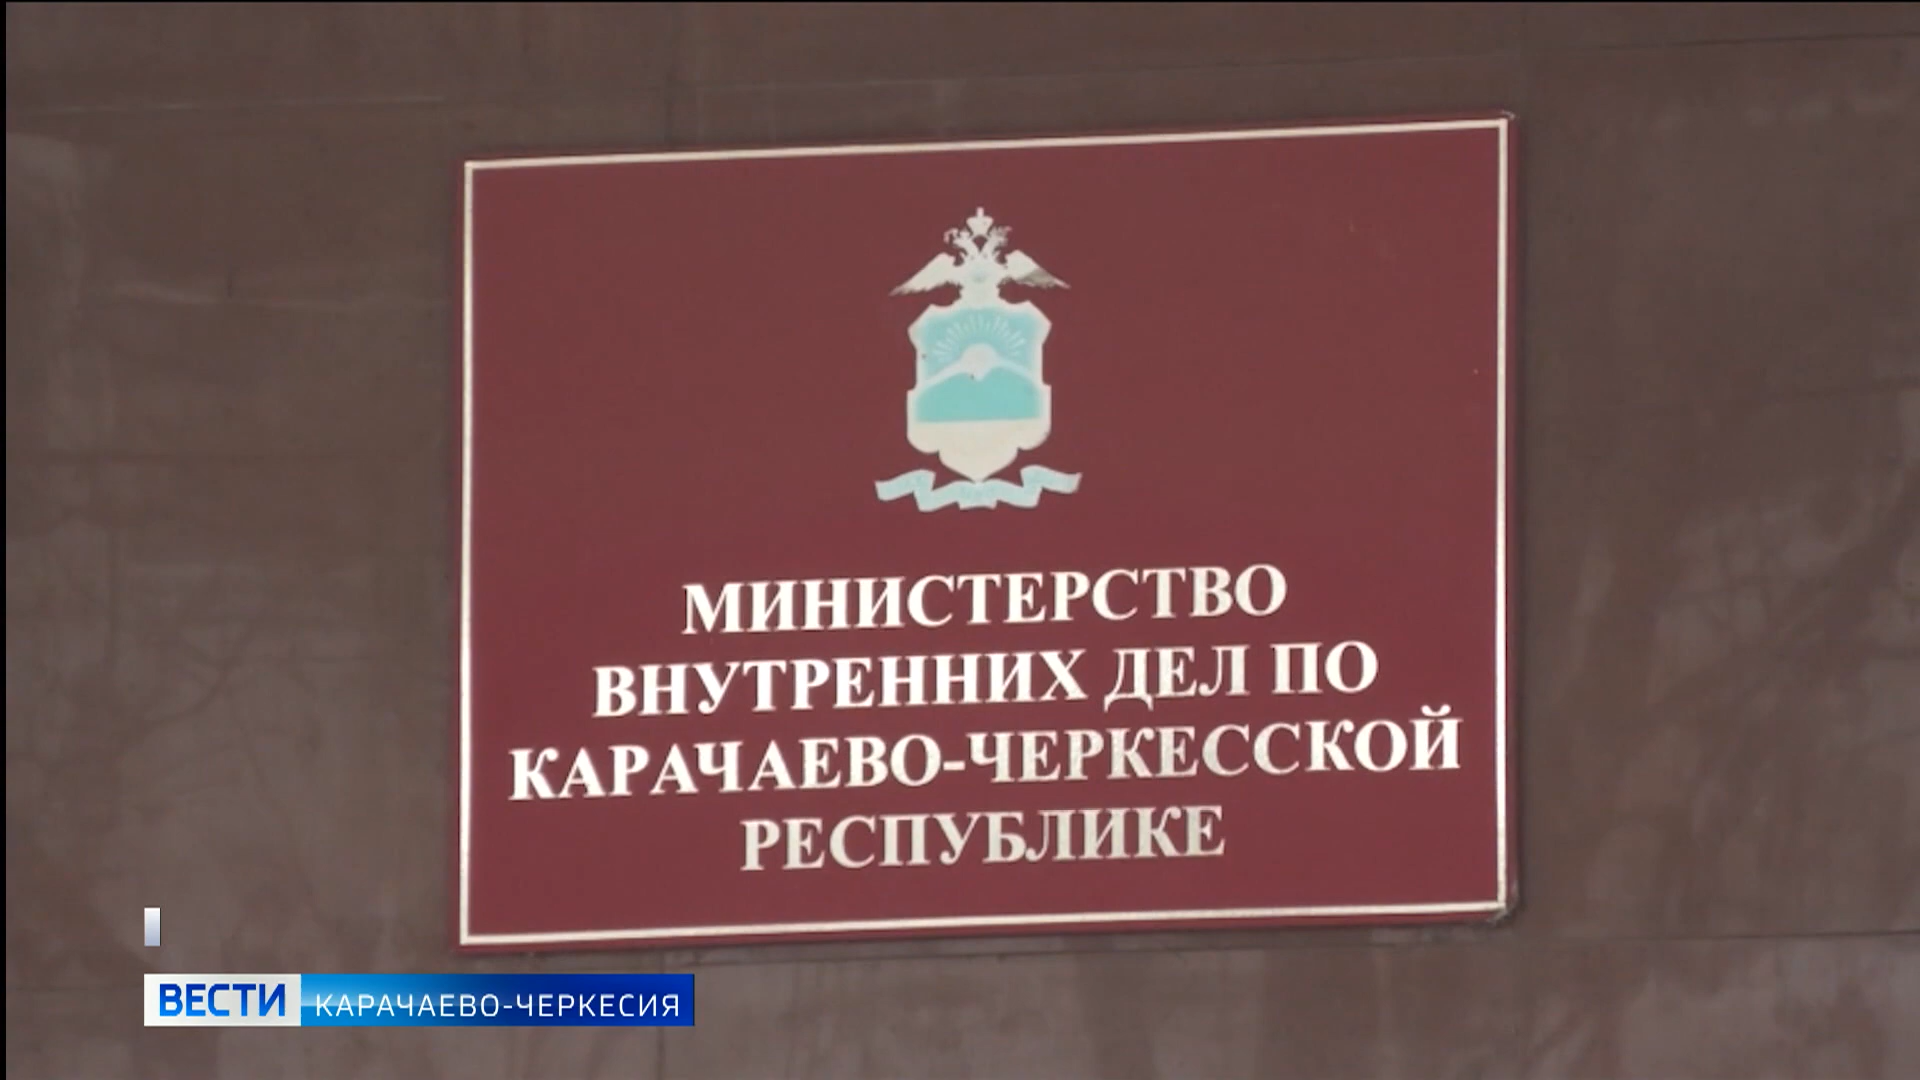 МИНИСТЕРСТВО
ВНУТРЕННИХ ДЕЛ ПО
КАРАЧАЕВО-ЧЕРКЕССКОЙ
РЕСПУБЛИКЕ
ВЕСТИ КАРАЧАЕВО-ЧЕРКЕСИЯ